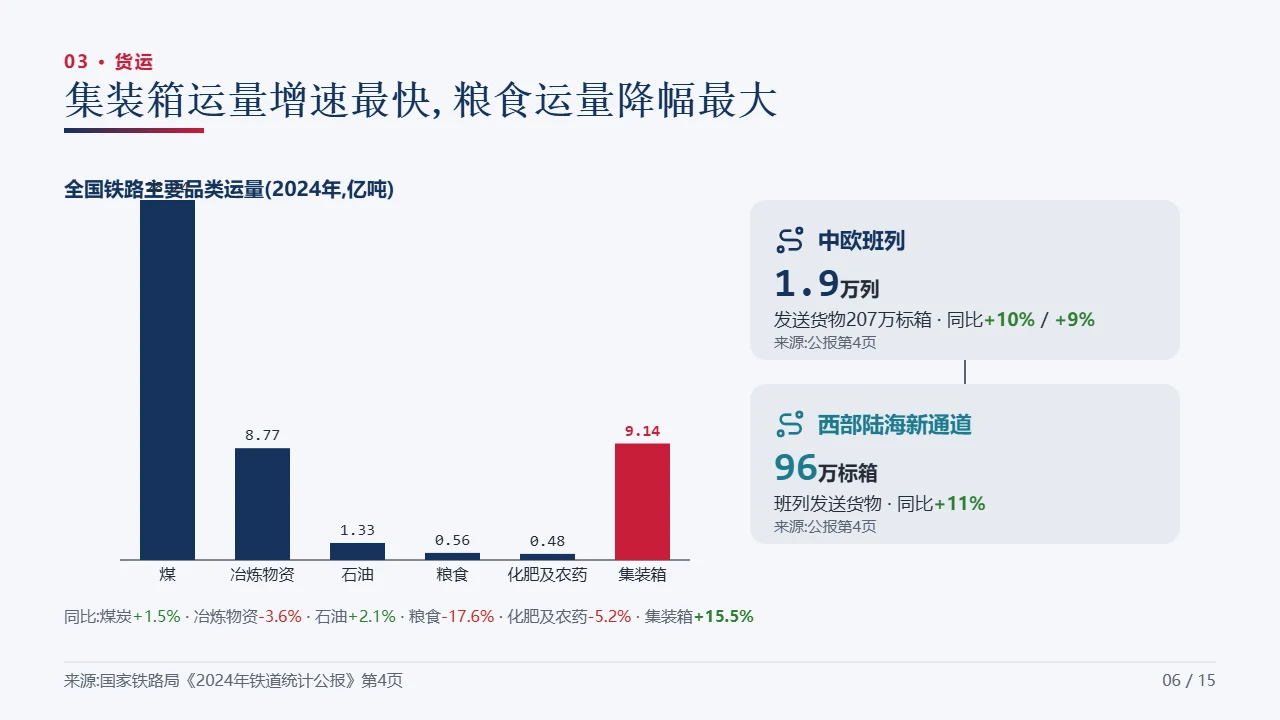 03 • 货运
集装箱运量增速最快,粮食运量降幅最大
全国铁路主要品类运量(2024年,亿吨)
8.77
1.33
0.56
0.48
9.14
煤
冶炼物资
石油
粮食
化肥及农药
集装箱
同比:煤炭+1.5% · 冶炼物资-3.6% · 石油+2.1% · 粮食-17.6% · 化肥及农药-5.2% · 集装箱+15.5%
中欧班列
1.9万列
发送货物207万标箱 · 同比+10% / +9%
来源:公报第4页
西部陆海新通道
96万标箱
班列发送货物 · 同比+11%
来源:公报第4页
来源:国家铁路局《2024年铁道统计公报》第4页
06 / 15